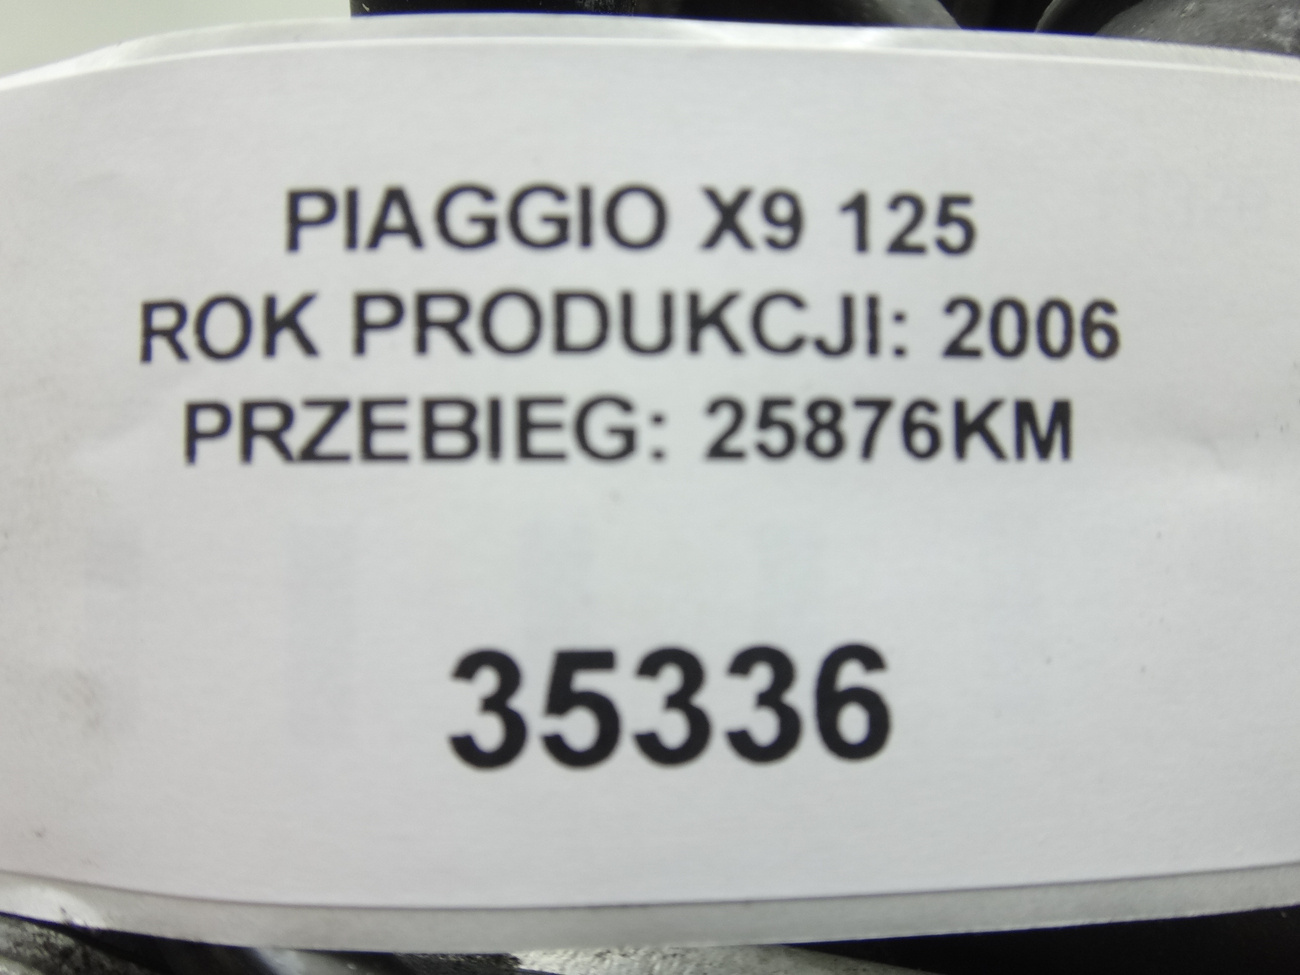 PIAGGIO X9 125
ROK PRODUKCJI: 2006
PRZEBIEG: 25876KM
35336